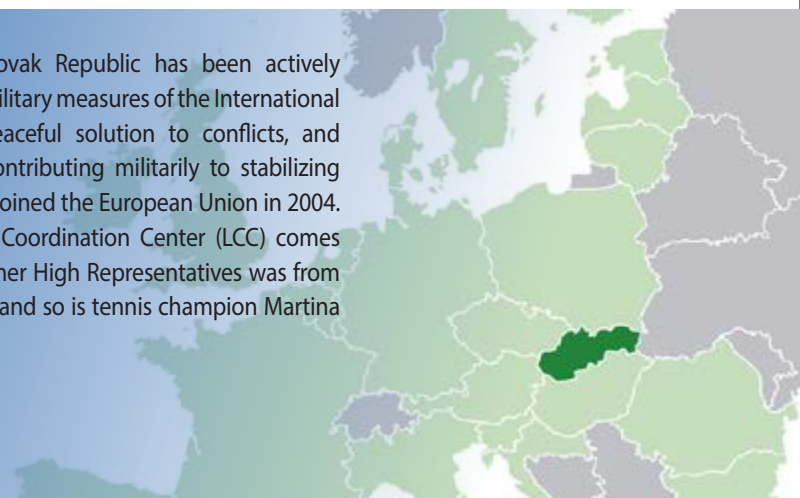 ovak Republic has been actively
ilitary measures of the International
eaceful solution to conflicts, and
ontributing militarily to stabilizing
oined the European Union in 2004.
Coordination Center (LCC) comes
ner High Representatives was from
and so is tennis champion Martina